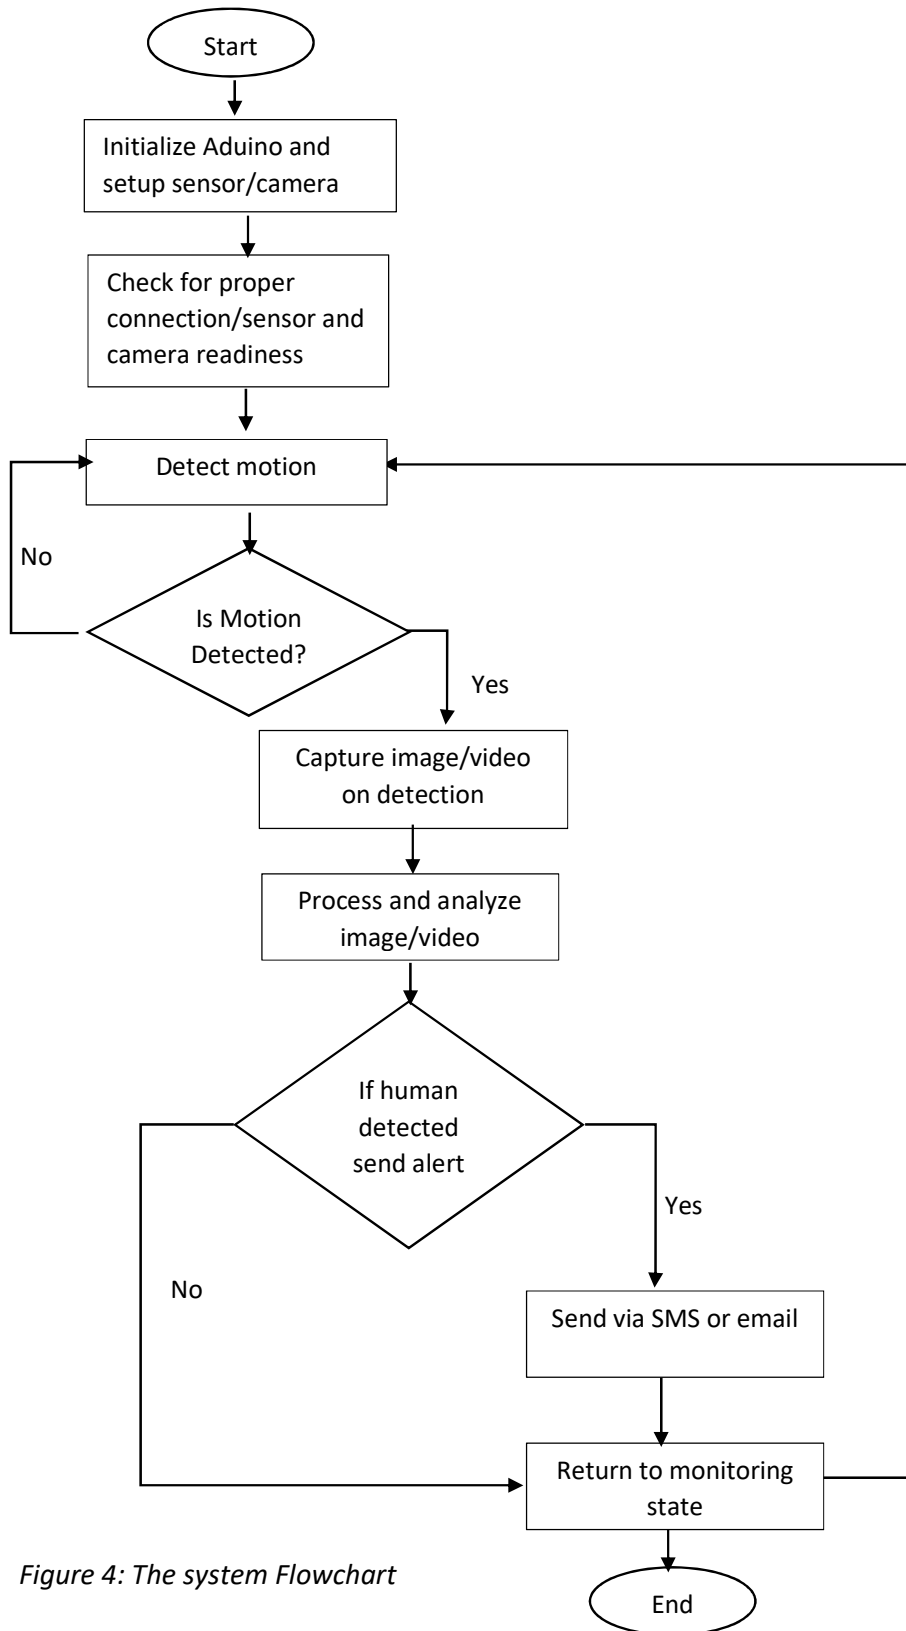 Start
Initialize Aduino and
setup sensor/camera
Check for proper
connection/sensor and
camera readiness
Detect motion
No
Is Motion
Detected?
Yes
Capture image/video
on detection
Process and analyze
image/video
If human
detected
send alert
Yes
No
Send via SMS or email
Return to monitoring
state
Figure 4: The system Flowchart
End